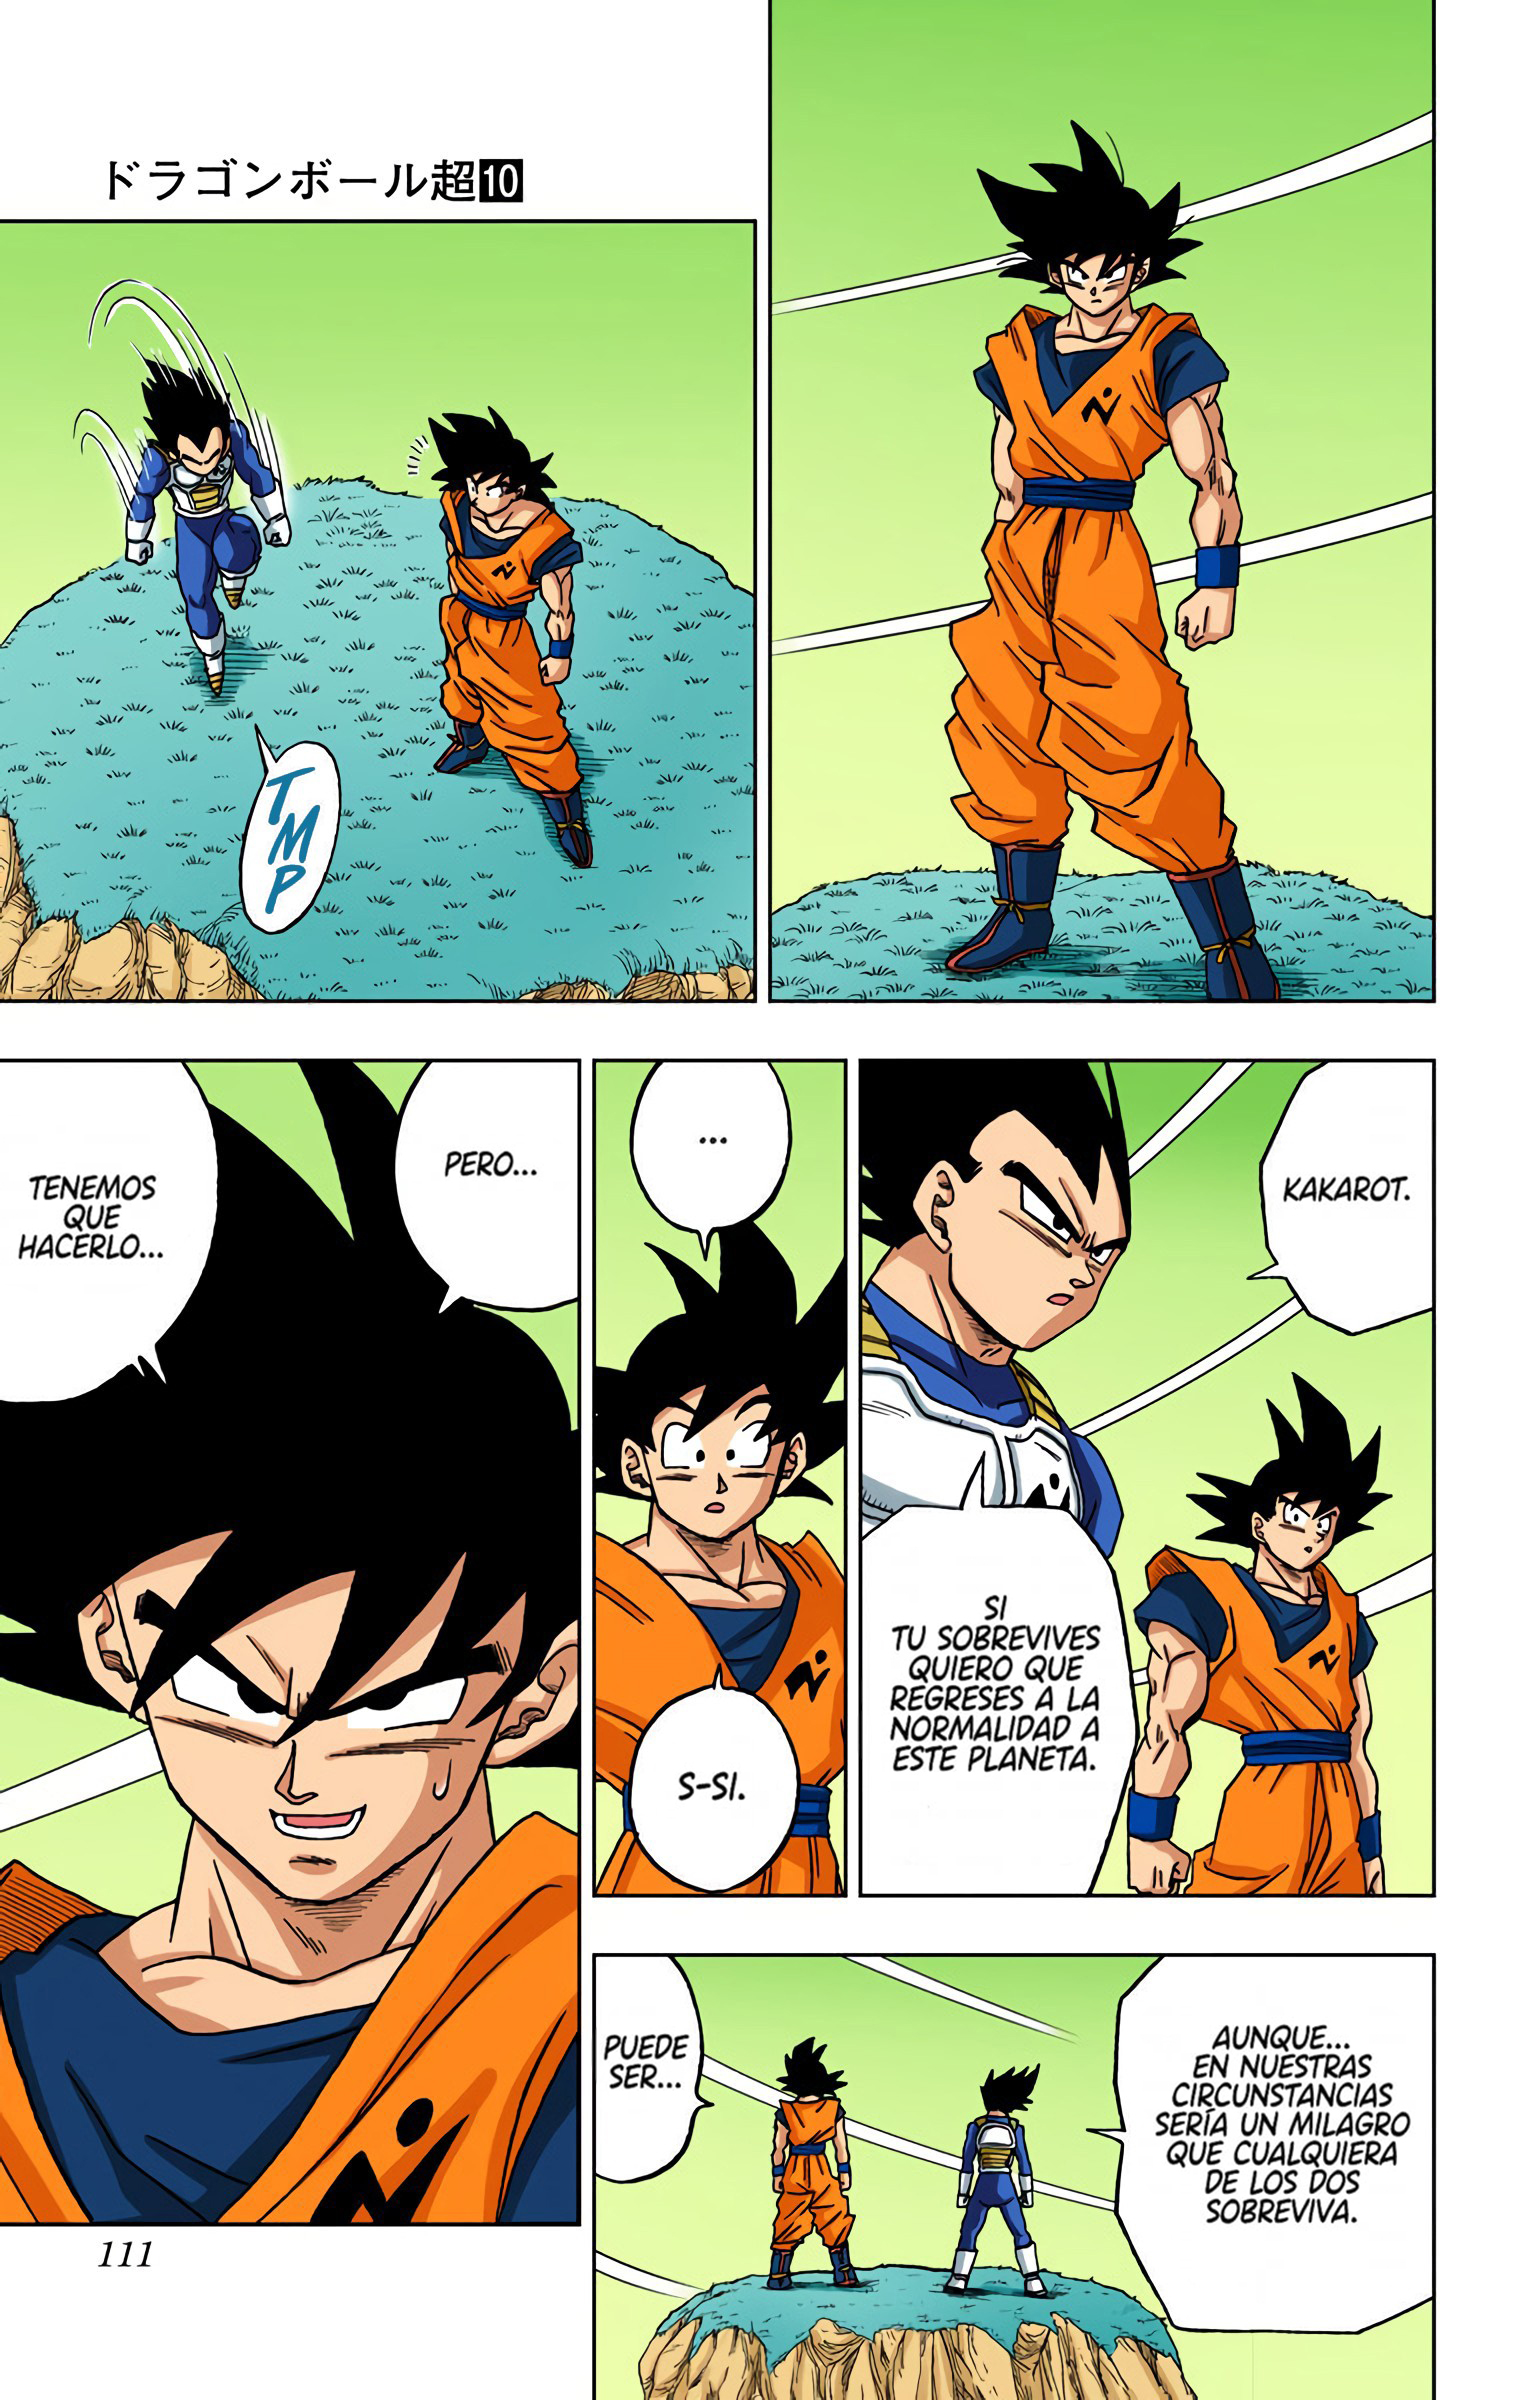 ドラゴンボール超10
TMP
KAKAROT.
SI
TU SOBREVIVES
QUIERO QUE
REGRESES A LA
NORMALIDAD A
ESTE PLANETA.
...
S-SI.
AUNQUE...
EN NUESTRAS
CIRCUNSTANCIAS
SERÍA UN MILAGRO
QUE CUALQUIERA
DE LOS DOS
SOBREVIVA.
PUEDE
SER...
PERO...
TENEMOS
QUE
HACERLO...
111